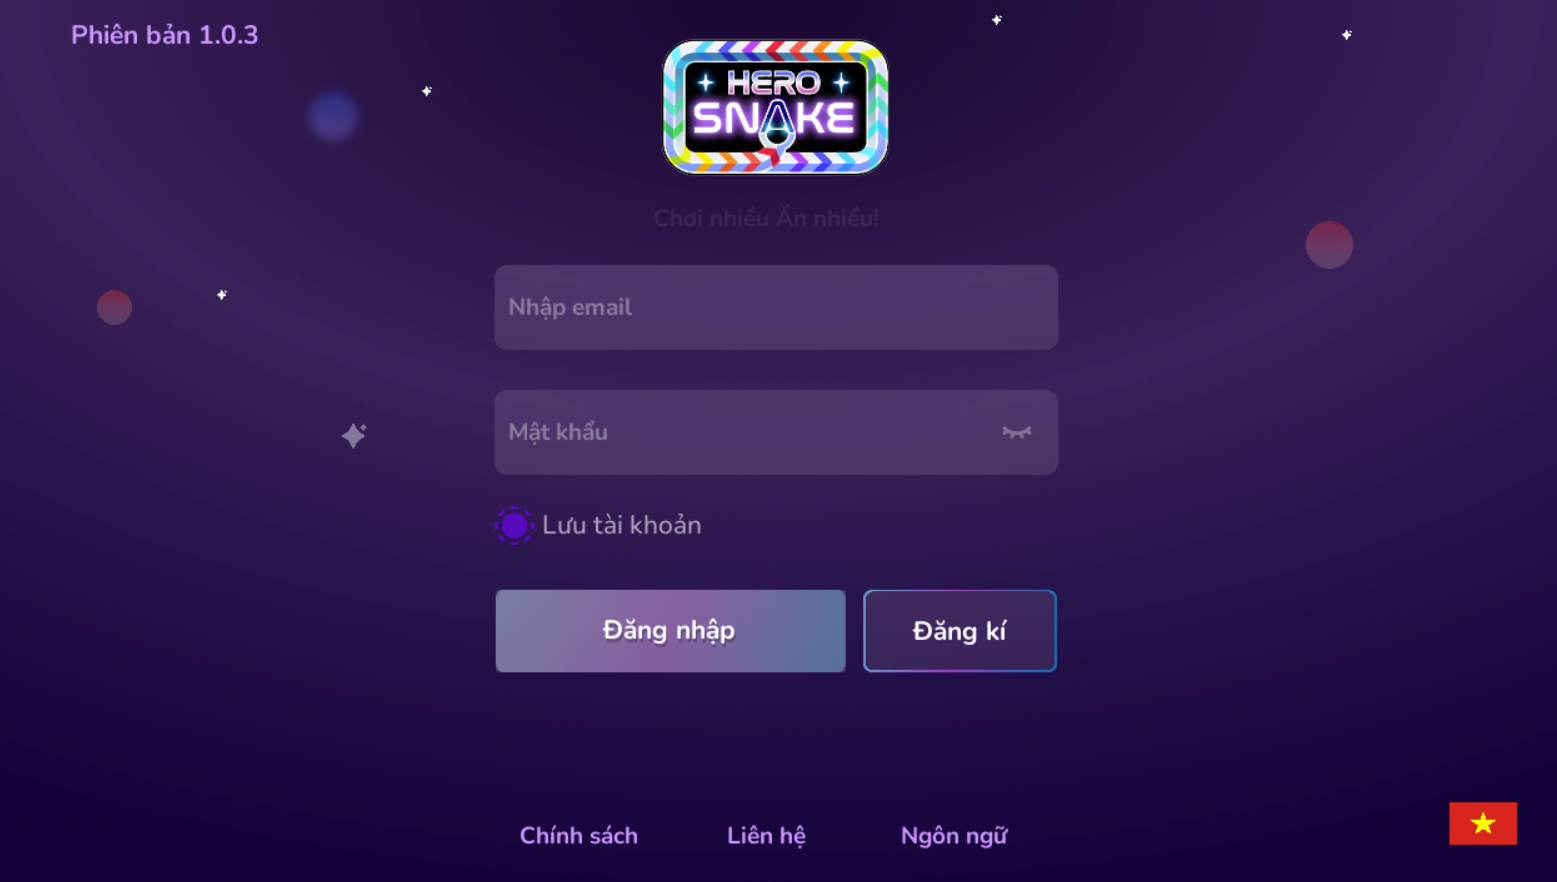 Phiên bản 1.0.3
HERO
SNAKE
Chơi nhiều Ăn nhiều!
Nhập email
Mật khẩu
Lưu tài khoản
Đăng nhập
Đăng kí
Chính sách
Liên hệ
Ngôn ngữ